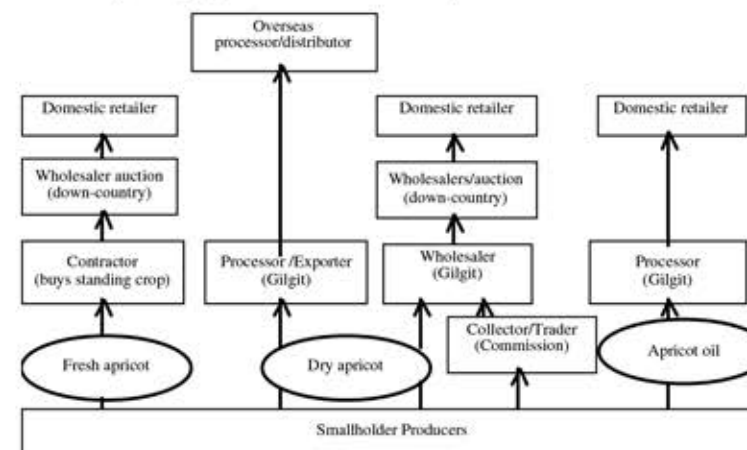 Overseas
processor/distributor
Domestic retailer
Domestic retailer
Domestic retailer
Wholesaler auction
(down-country)
Wholesalers/auction
(down-country)
Contractor
(buys standing crop)
Processor /Exporter
(Gilgit)
Wholesaler
(Gilgit)
Processor
(Gilgit)
Collector/Trader
(Commission)
Fresh apricot
Dry apricot
Apricot oil
Smallholder Producers